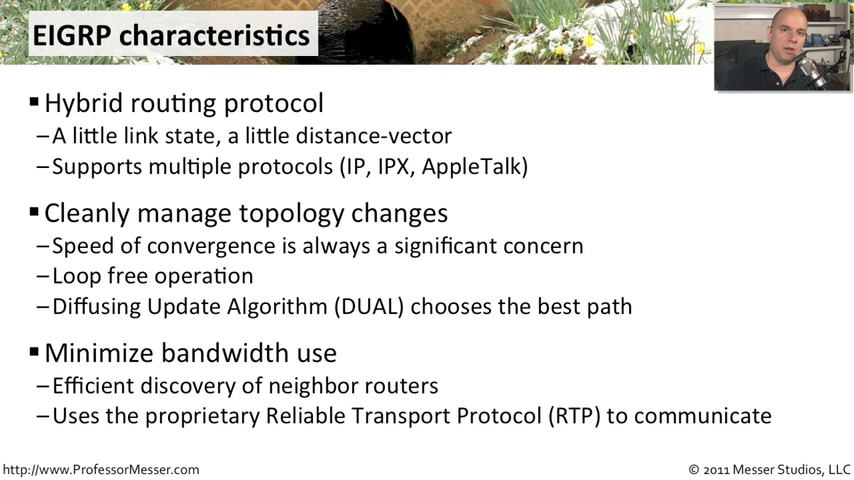 EIGRP characteristics
▪ Hybrid routing protocol
–A little link state, a little distance-vector
–Supports multiple protocols (IP, IPX, AppleTalk)
▪ Cleanly manage topology changes
–Speed of convergence is always a significant concern
–Loop free operation
–Diffusing Update Algorithm (DUAL) chooses the best path
▪ Minimize bandwidth use
–Efficient discovery of neighbor routers
–Uses the proprietary Reliable Transport Protocol (RTP) to communicate
http://www.ProfessorMesser.com
© 2011 Messer Studios, LLC